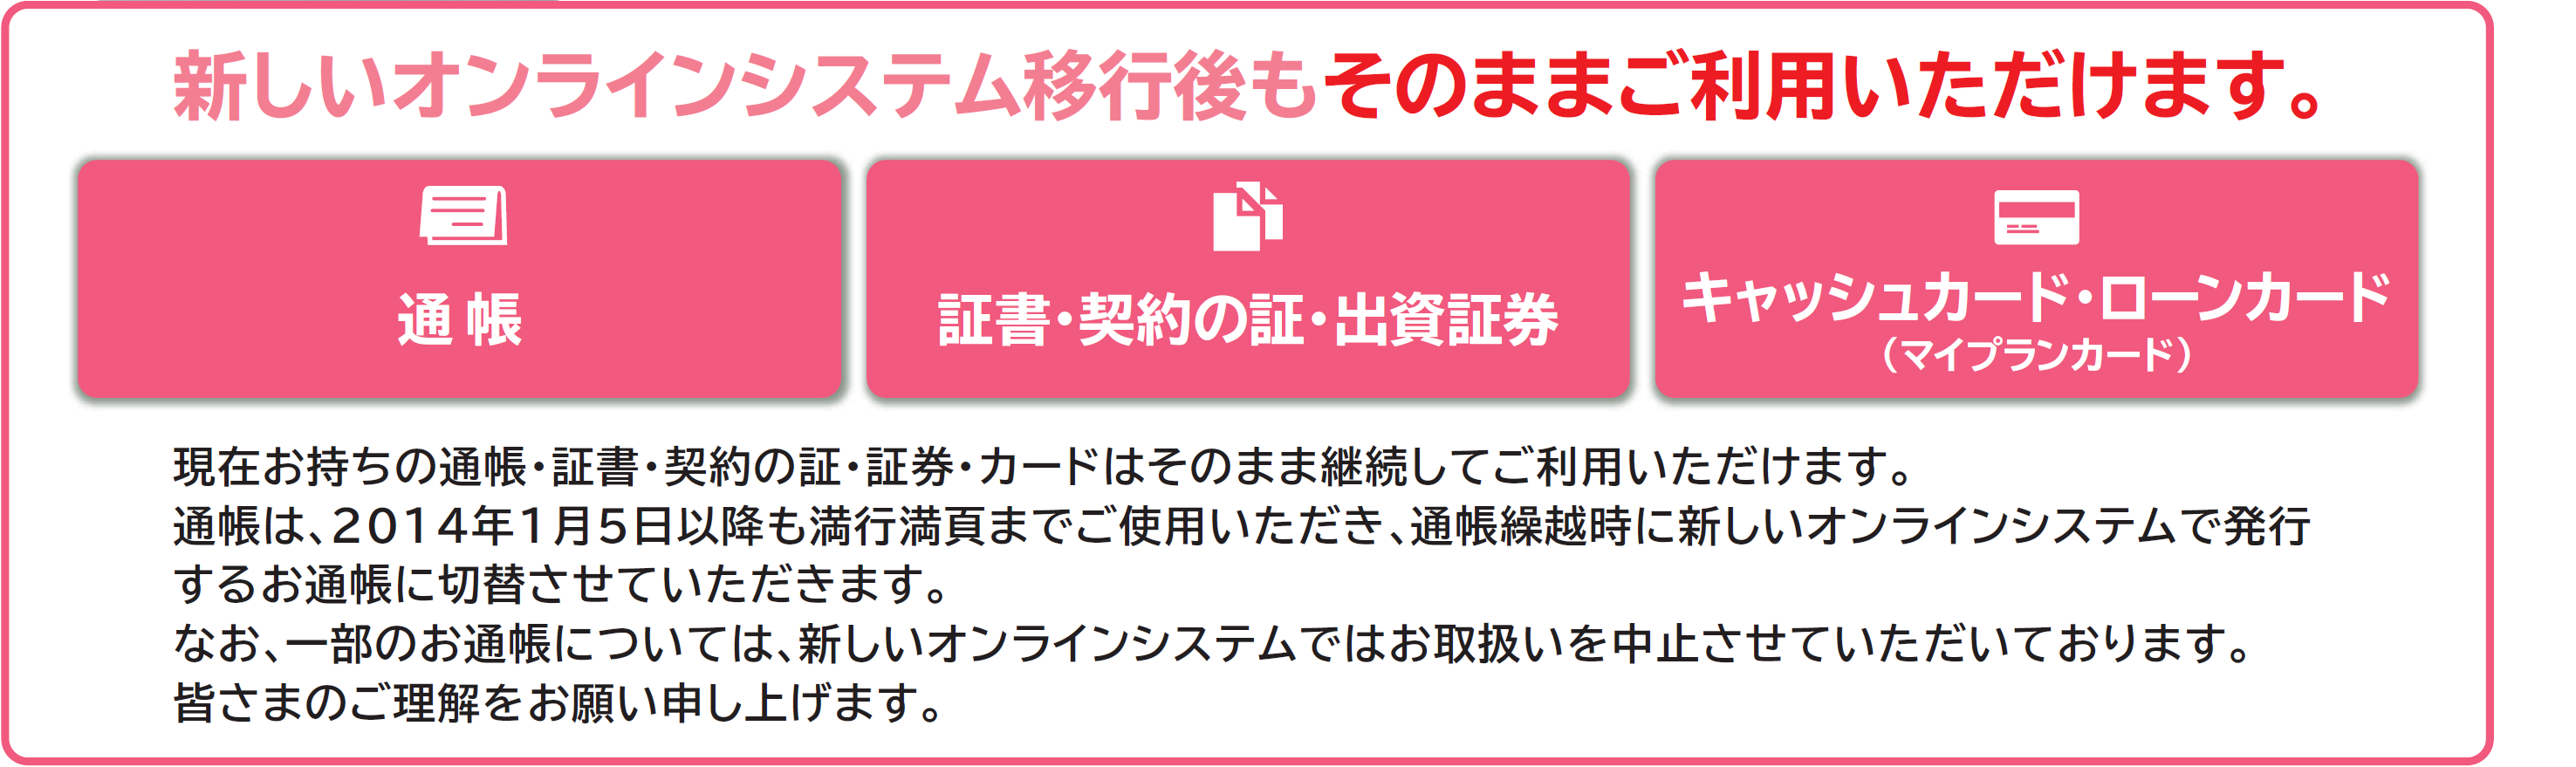 新しいオンラインシステム移行後もそのままご利用いただけます。
通帳
証書・契約の証・出資証券
キャッシュカード・ローンカード
（マイプランカード）
現在お持ちの通帳・証書・契約の証・証券・カードはそのまま継続してご利用いただけます。
通帳は、2014年1月5日以降も満行満頁までご使用いただき、通帳繰越時に新しいオンラインシステムで発行
するお通帳に切替させていただきます。
なお、一部のお通帳については、新しいオンラインシステムではお取扱いを中止させていただいております。
皆さまのご理解をお願い申し上げます。